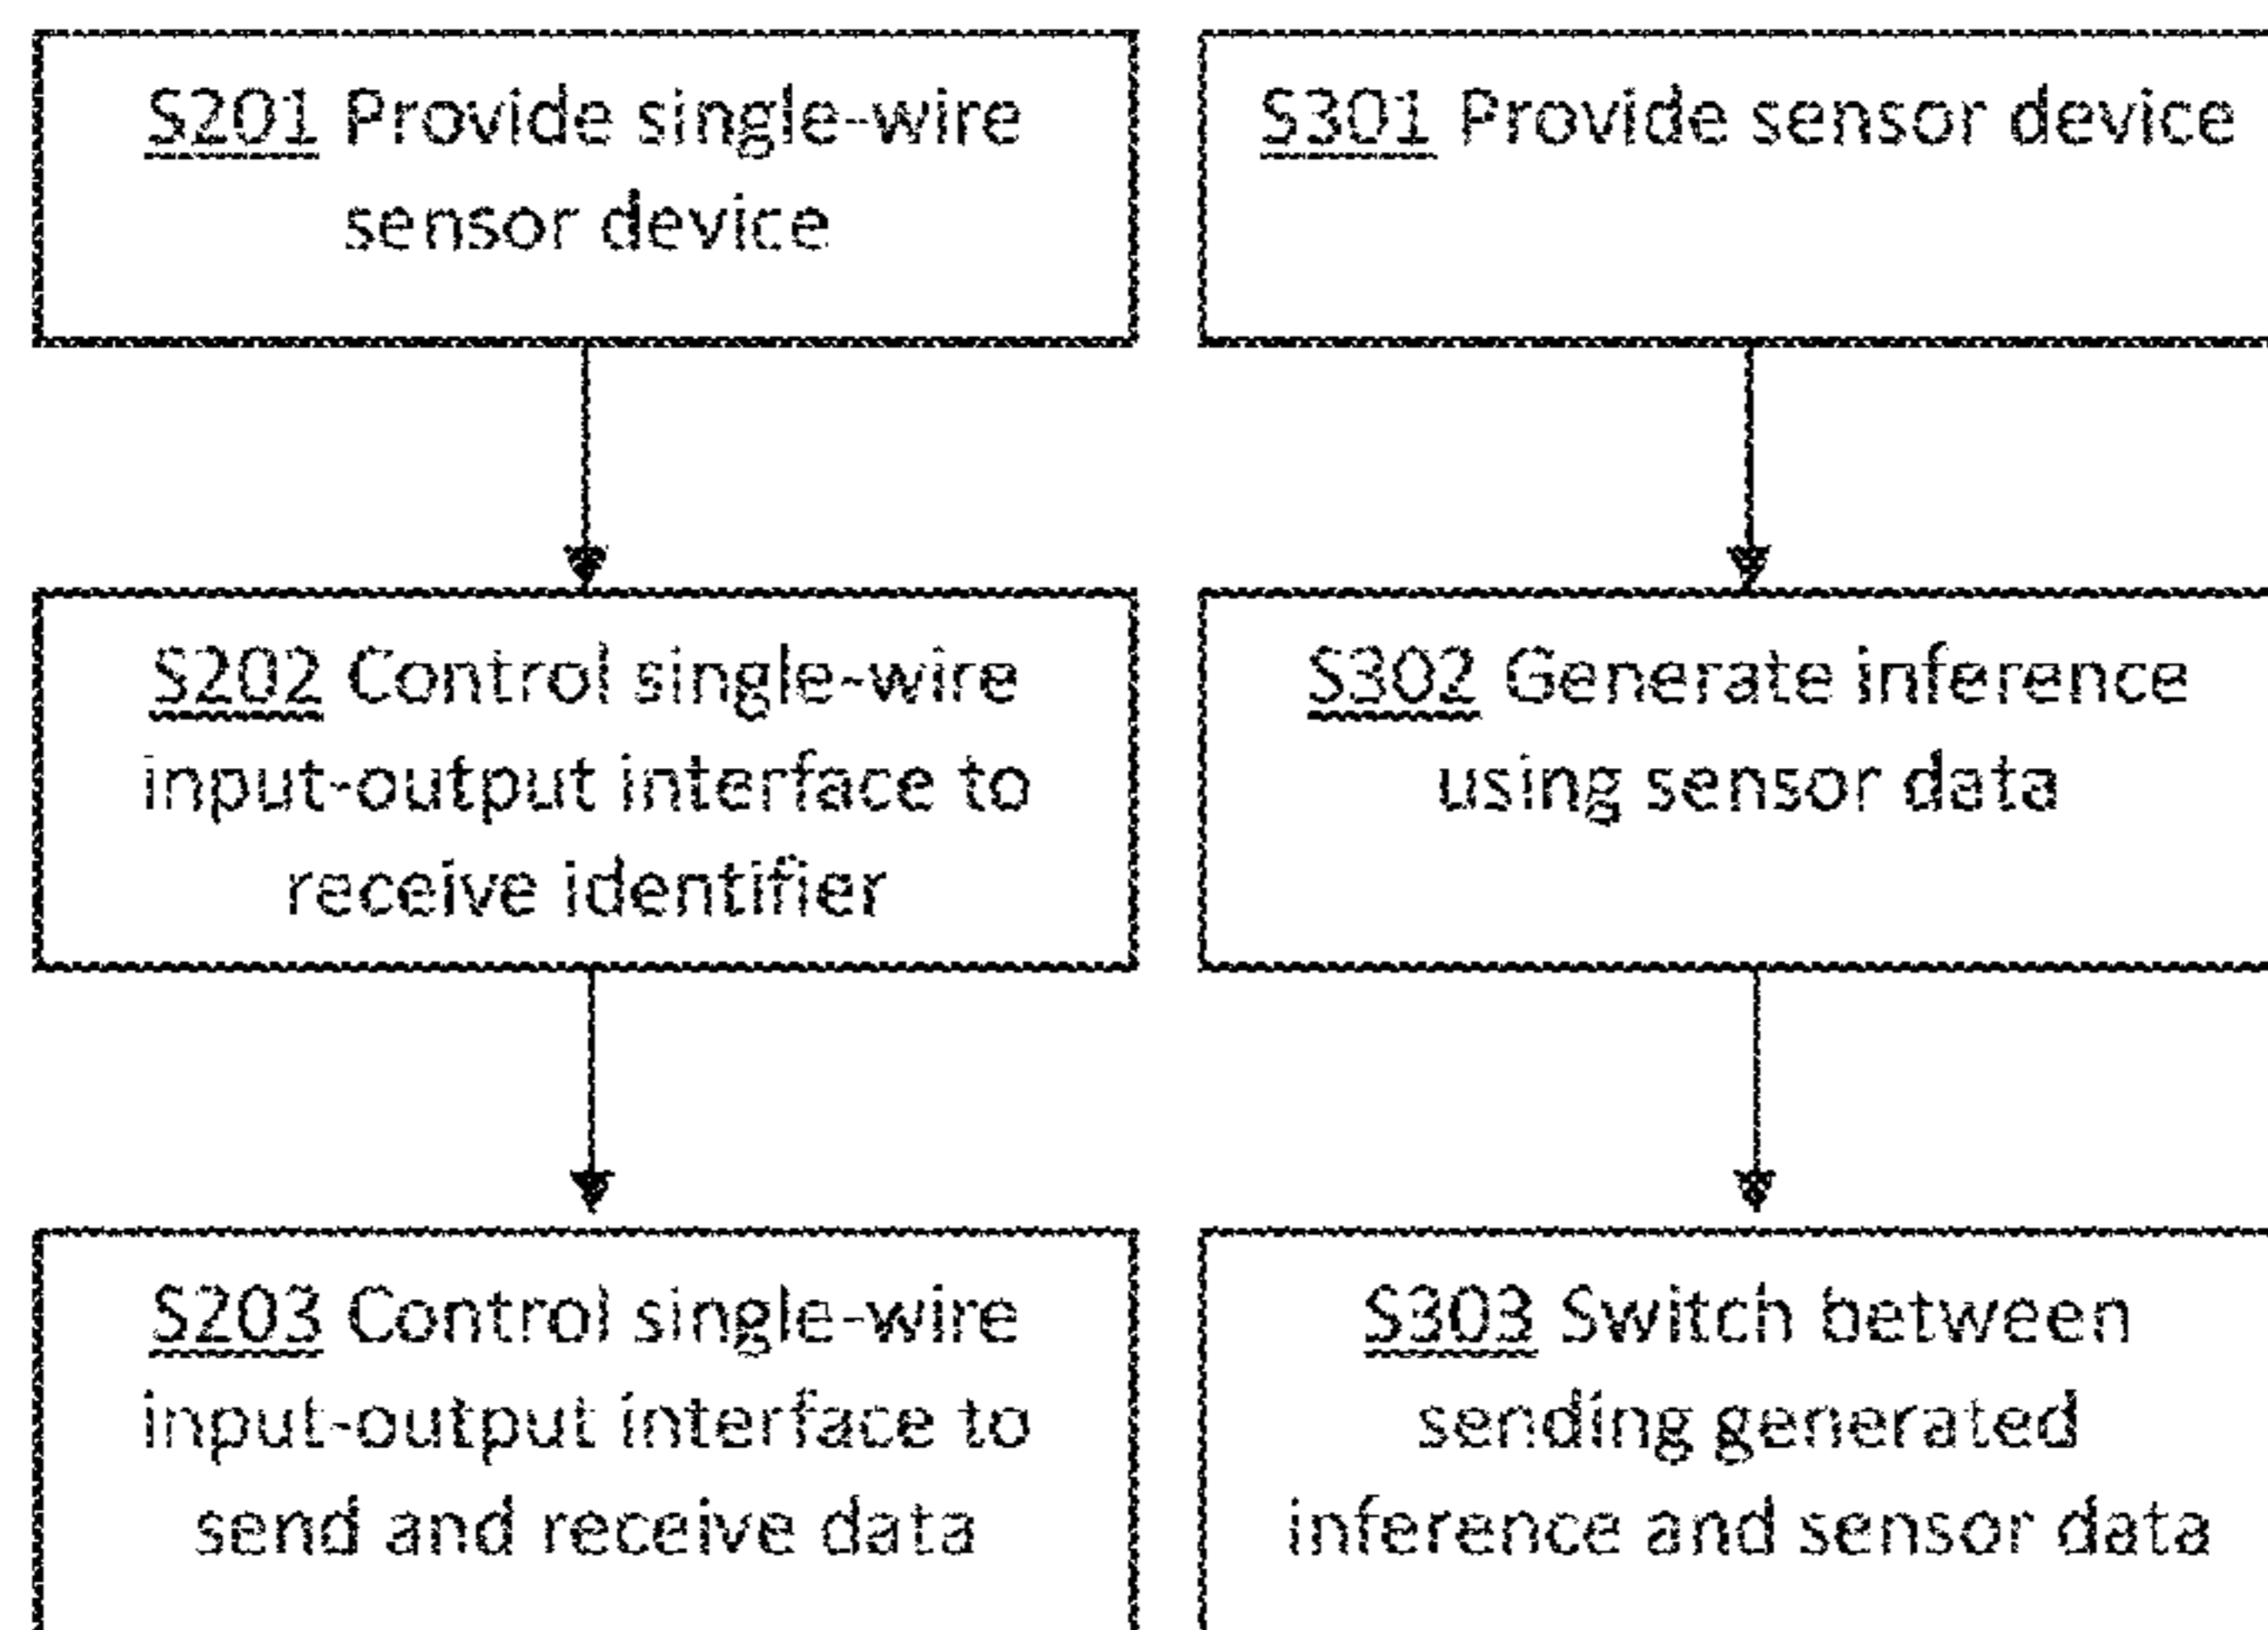 S201 Provide single-wire
sensor device
S202 Control single-wire
input-output interface to
receive identifier
S203 Control single-wire
input-output interface to
send and receive data
S301 Provide sensor device
S302 Generate inference
using sensor data
S303 Switch between
sending generated
inference and sensor data